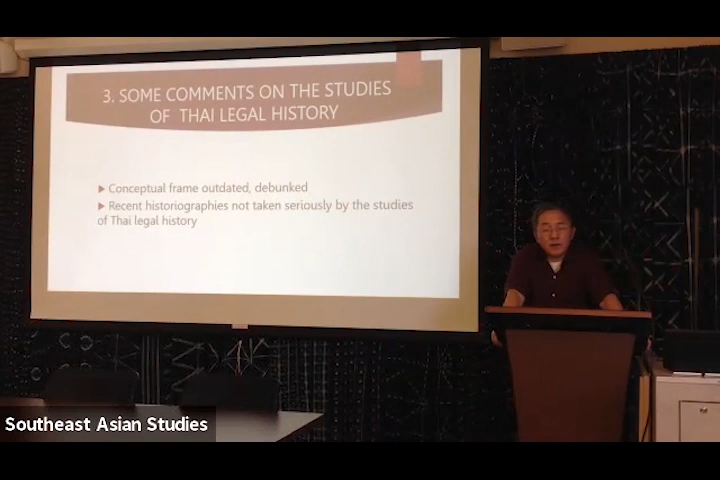 3. SOME COMMENTS ON THE STUDIES
OF THAI LEGAL HISTORY
▶ Conceptual frame outdated, debunked
▶ Recent historiographies not taken seriously by the studies
of Thai legal history
Southeast Asian Studies